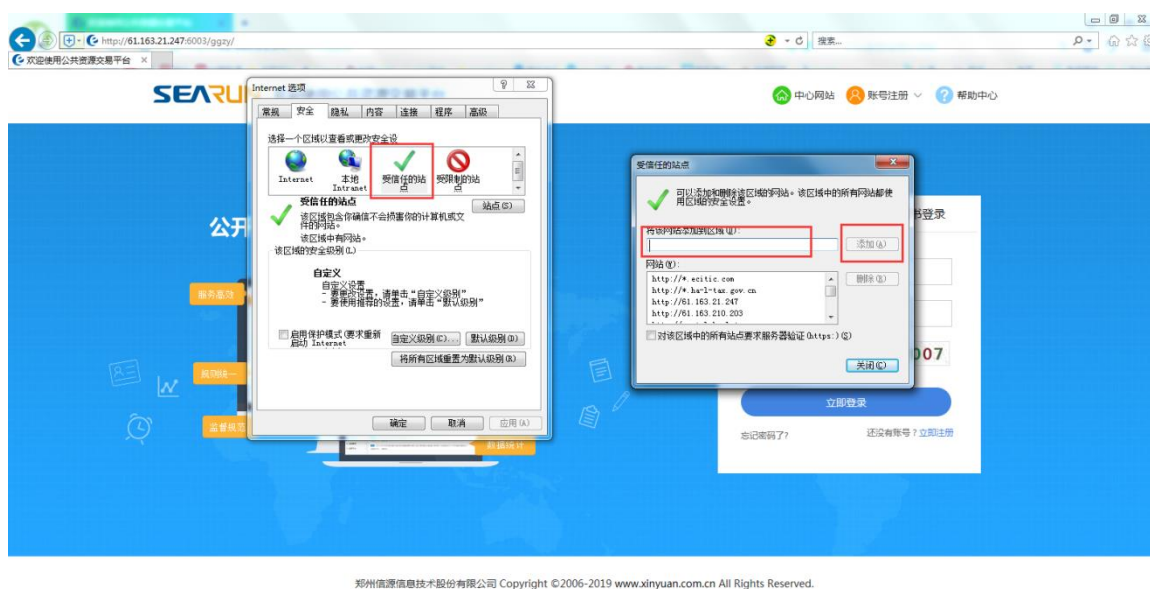 http://61.163.21.247:6003/ggzy/
搜索...
欢迎使用公共资源交易平台
SEARU
中心网站 账号注册 帮助中心
Internet 选项
常规 安全 隐私 内容 连接 程序 高级
选择一个区域以查看或更改安全设
Internet 本地 Intranet 受信任的站点 受限制的站点
受信任的站点
站点(S)
该区域包含你确信不会损害你的计算机或文件的网站。
该区域中有网站。
该区域的安全级别(L)
自定义
自定义设置
- 要更改设置，请单击“自定义级别”
- 要使用推荐的设置，请单击“默认级别”
启用保护模式(要求重新启动 Internet
自定义级别(C)... 默认级别(D)
将所有区域重置为默认级别(R)
确定 取消 应用(A)
受信任的站点
可以添加和删除该区域的网站。该区域中的所有网站都使用区域的安全设置。
将该网站添加到区域(D):
添加(A)
网站(W):
http://*.ecitic.com
http://*.ha-l-tax.gov.cn
http://61.163.21.247
http://61.163.210.203
删除(R)
对该区域中的所有站点要求服务器验证(https:)(S)
关闭(C)
公开
服务高效
规则统一
监督规范
数据统计
书登录
007
立即登录
忘记密码了?
还没有账号？立即注册
郑州信源信息技术股份有限公司 Copyright ©2006-2019 www.xinyuan.com.cn All Rights Reserved.